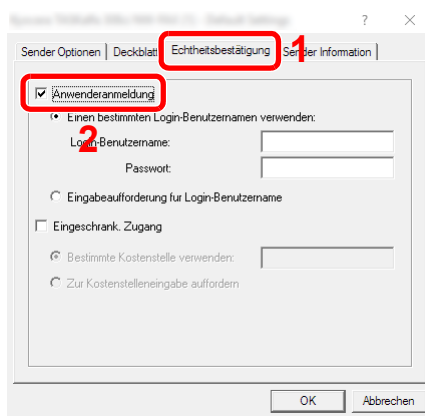 Default Settings
?
Sender Optionen Deckblatt Echtheitsbestätigung Sender Information
1
Anwenderanmeldung
2
Einen bestimmten Login-Benutzernamen verwenden:
Login-Benutzername:
Passwort:
Eingabeaufforderung fur Login-Benutzername
Eingeschrank. Zugang
Bestimmte Kostenstelle verwenden:
Zur Kostenstelleneingabe auffordern
OK Abbrechen